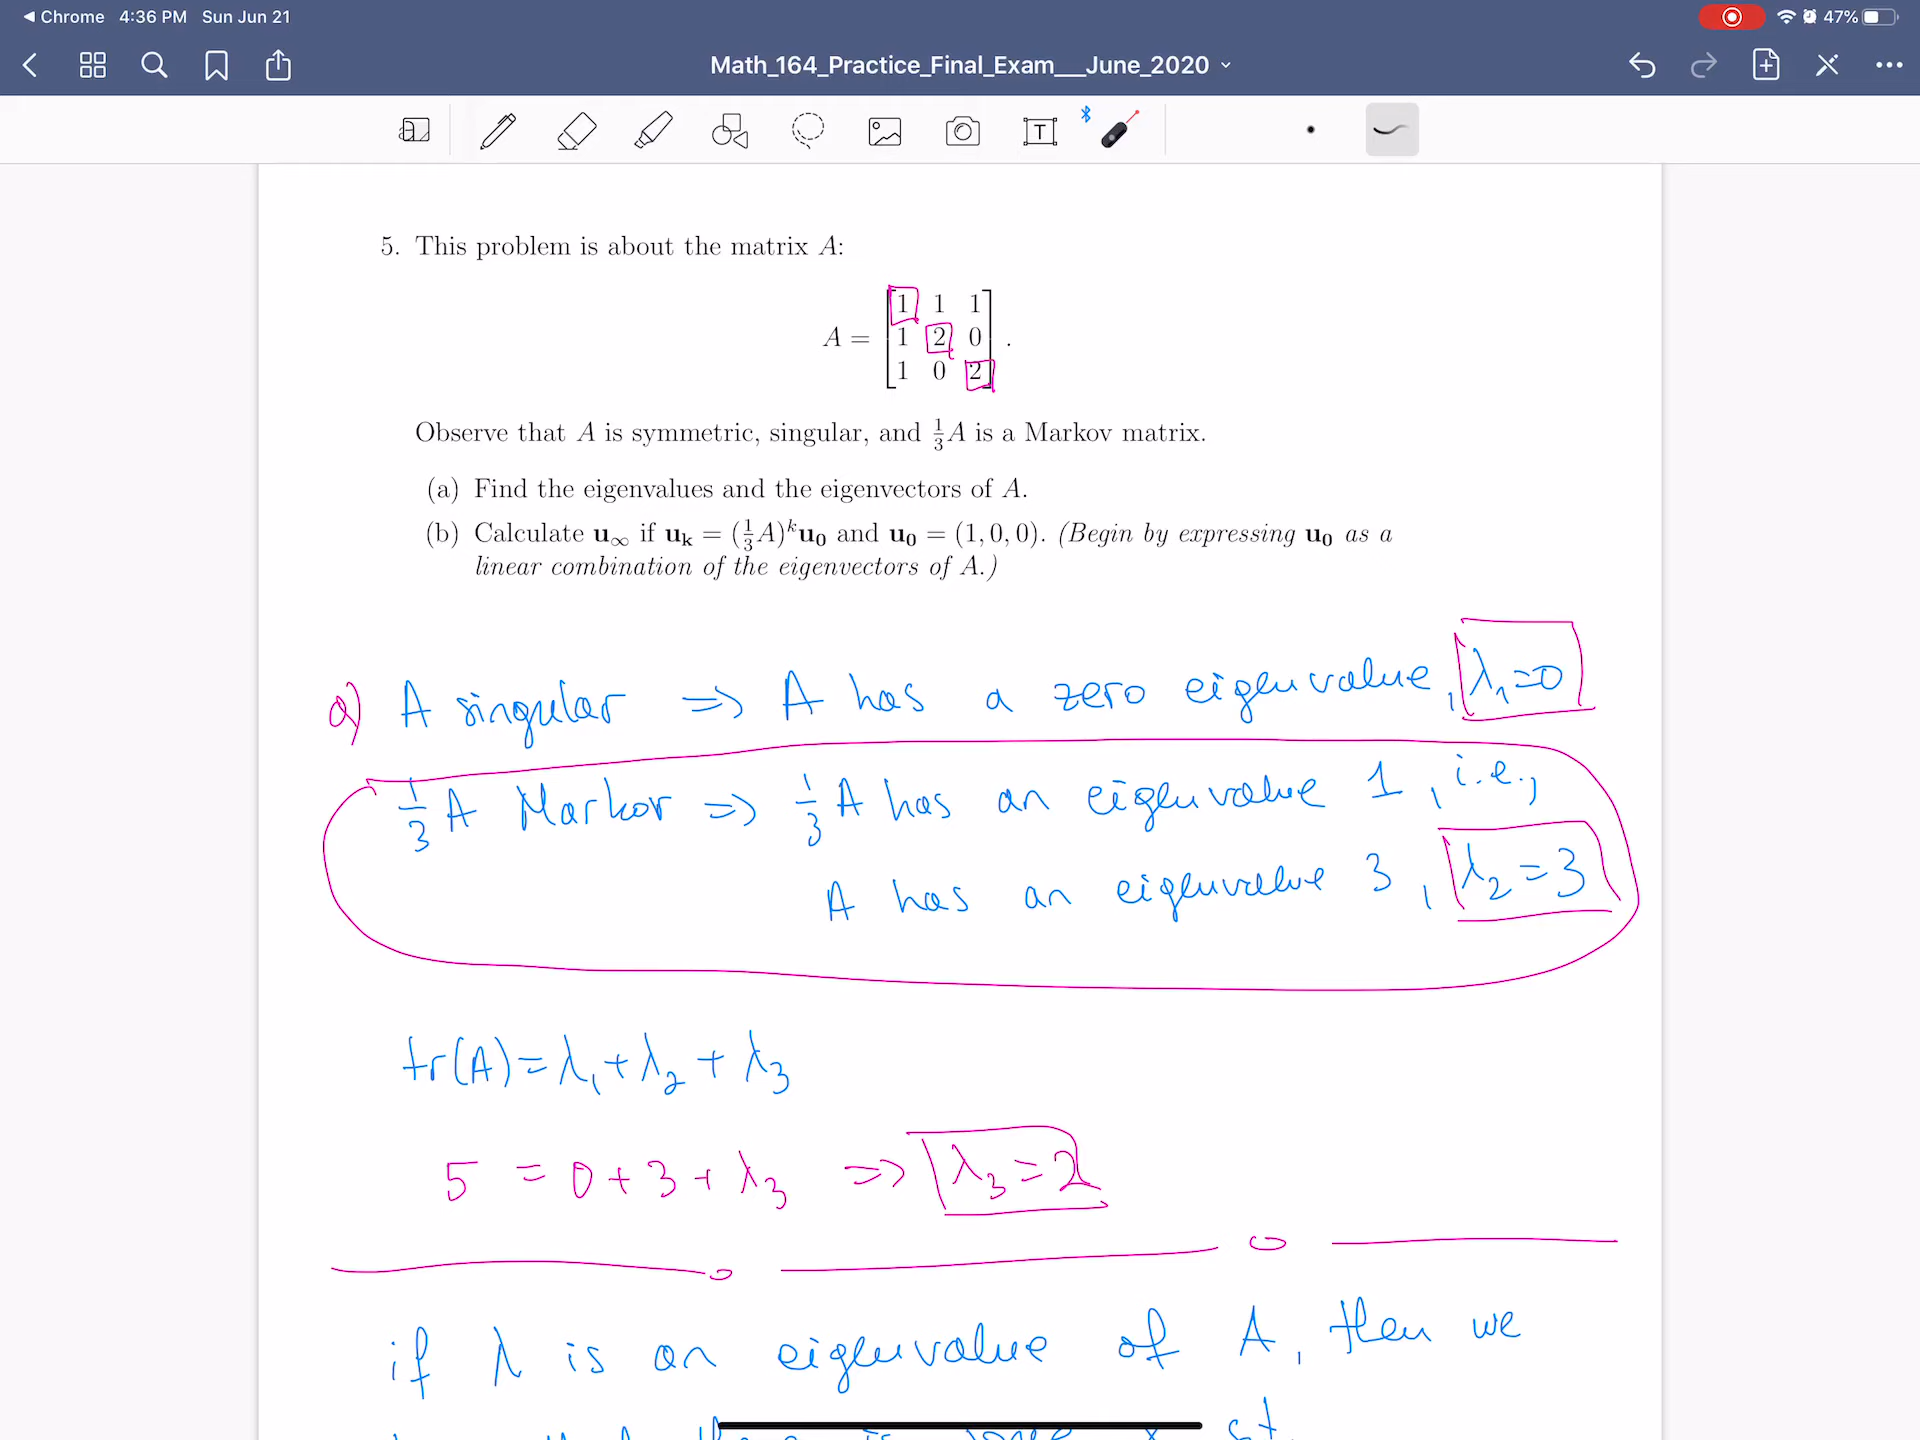 Chrome 4:36 PM Sun Jun 21
47%
Math_164_Practice_Final_Exam___June_2020
5. This problem is about the matrix A:
A = [1 1 1
1 2 0
1 0 2].
Observe that A is symmetric, singular, and 1/3 A is a Markov matrix.
(a) Find the eigenvalues and the eigenvectors of A.
(b) Calculate u∞ if uk = (1/3 A)^k u0 and u0 = (1, 0, 0). (Begin by expressing u0 as a
linear combination of the eigenvectors of A.)
a) A singular => A has a zero eigenvalue, λ₁=0
1/3 A Markov => 1/3 A has an eigenvalue 1, i.e.,
A has an eigenvalue 3, λ₂=3
tr(A)=λ₁+λ₂+λ₃
5 = 0+3+λ₃ => λ₃=2
if λ is an eigenvalue of A, then we